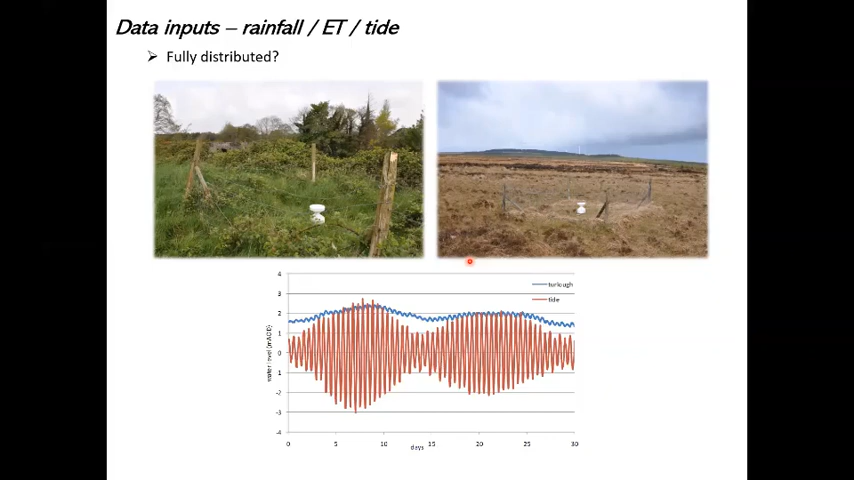 Data inputs – rainfall / ET / tide
➢ Fully distributed?
4
3
2
1
0
-1
-2
-3
-4
water level (mAOD)
turlough
tide
0 5 10 15 20 25 30
days